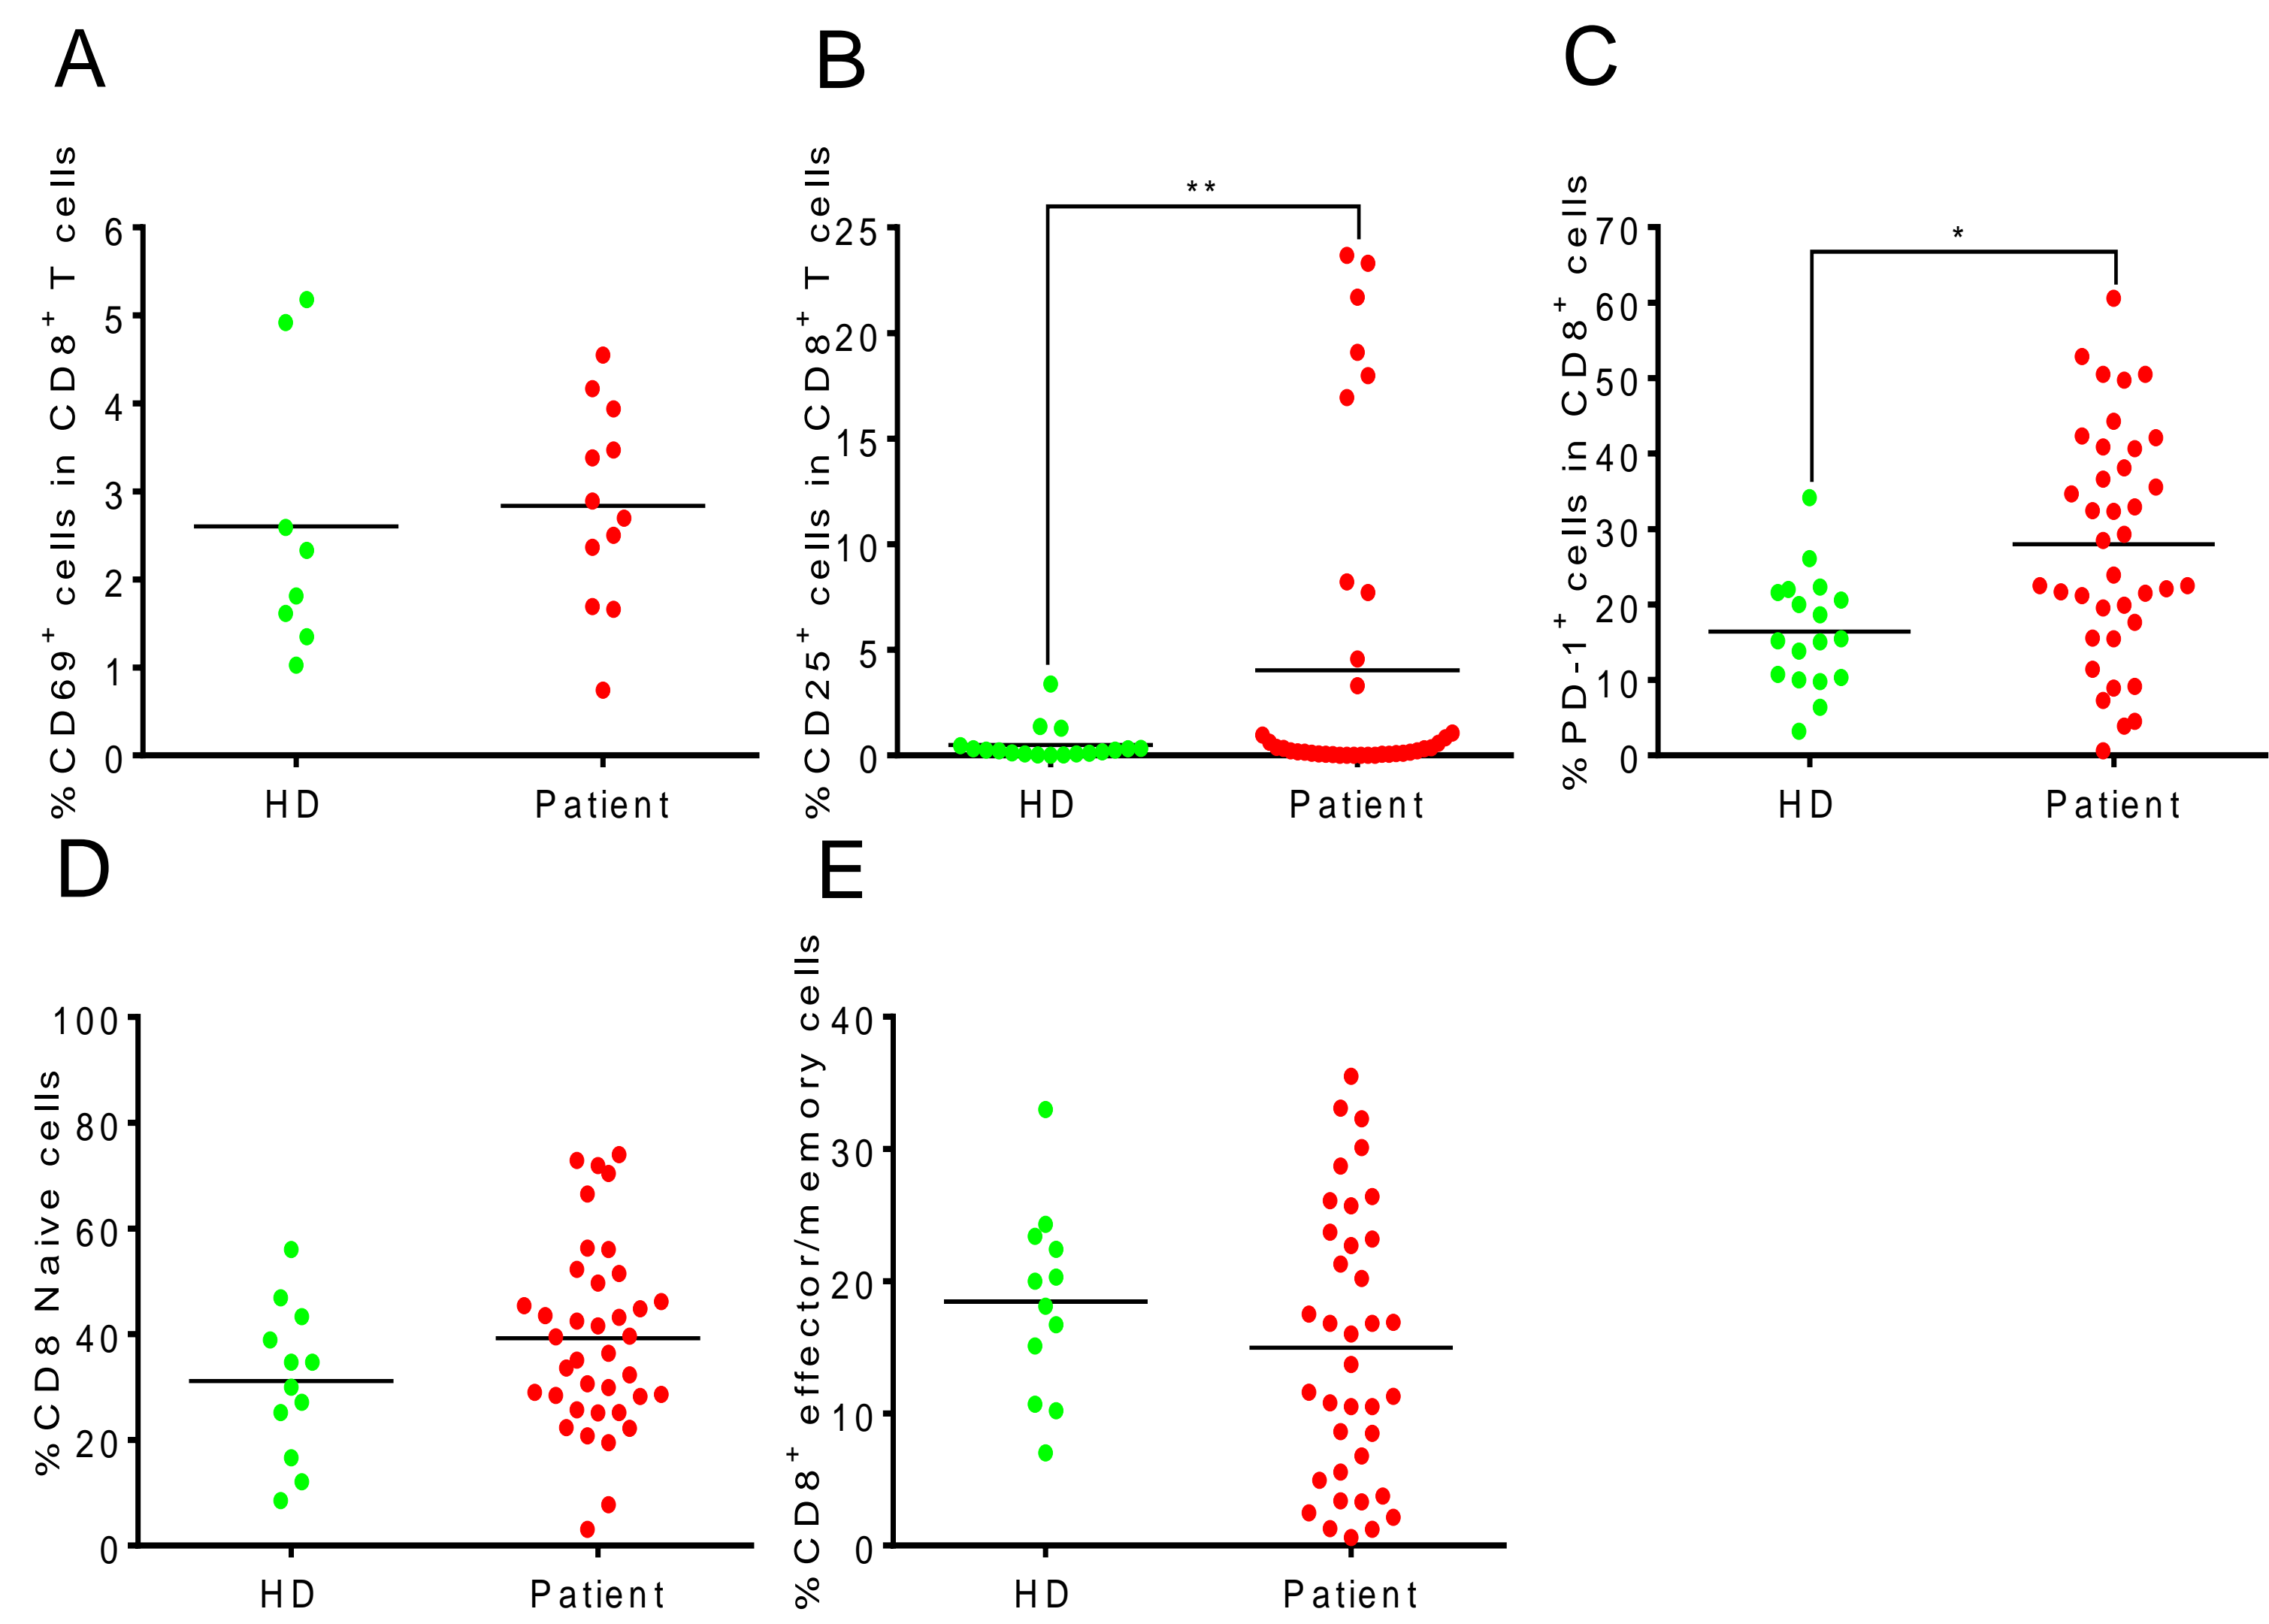 A
B
C
% CD69+ cells in CD8+ T cells
6
5
4
3
2
1
0
HD
Patient
% CD25+ cells in CD8+ T cells
**
25
20
15
10
5
0
HD
Patient
% PD-1+ cells in CD8+ cells
*
70
60
50
40
30
20
10
0
HD
Patient
D
E
% CD8 Naive cells
100
80
60
40
20
0
HD
Patient
% CD8+ effector/memory cells
40
30
20
10
0
HD
Patient